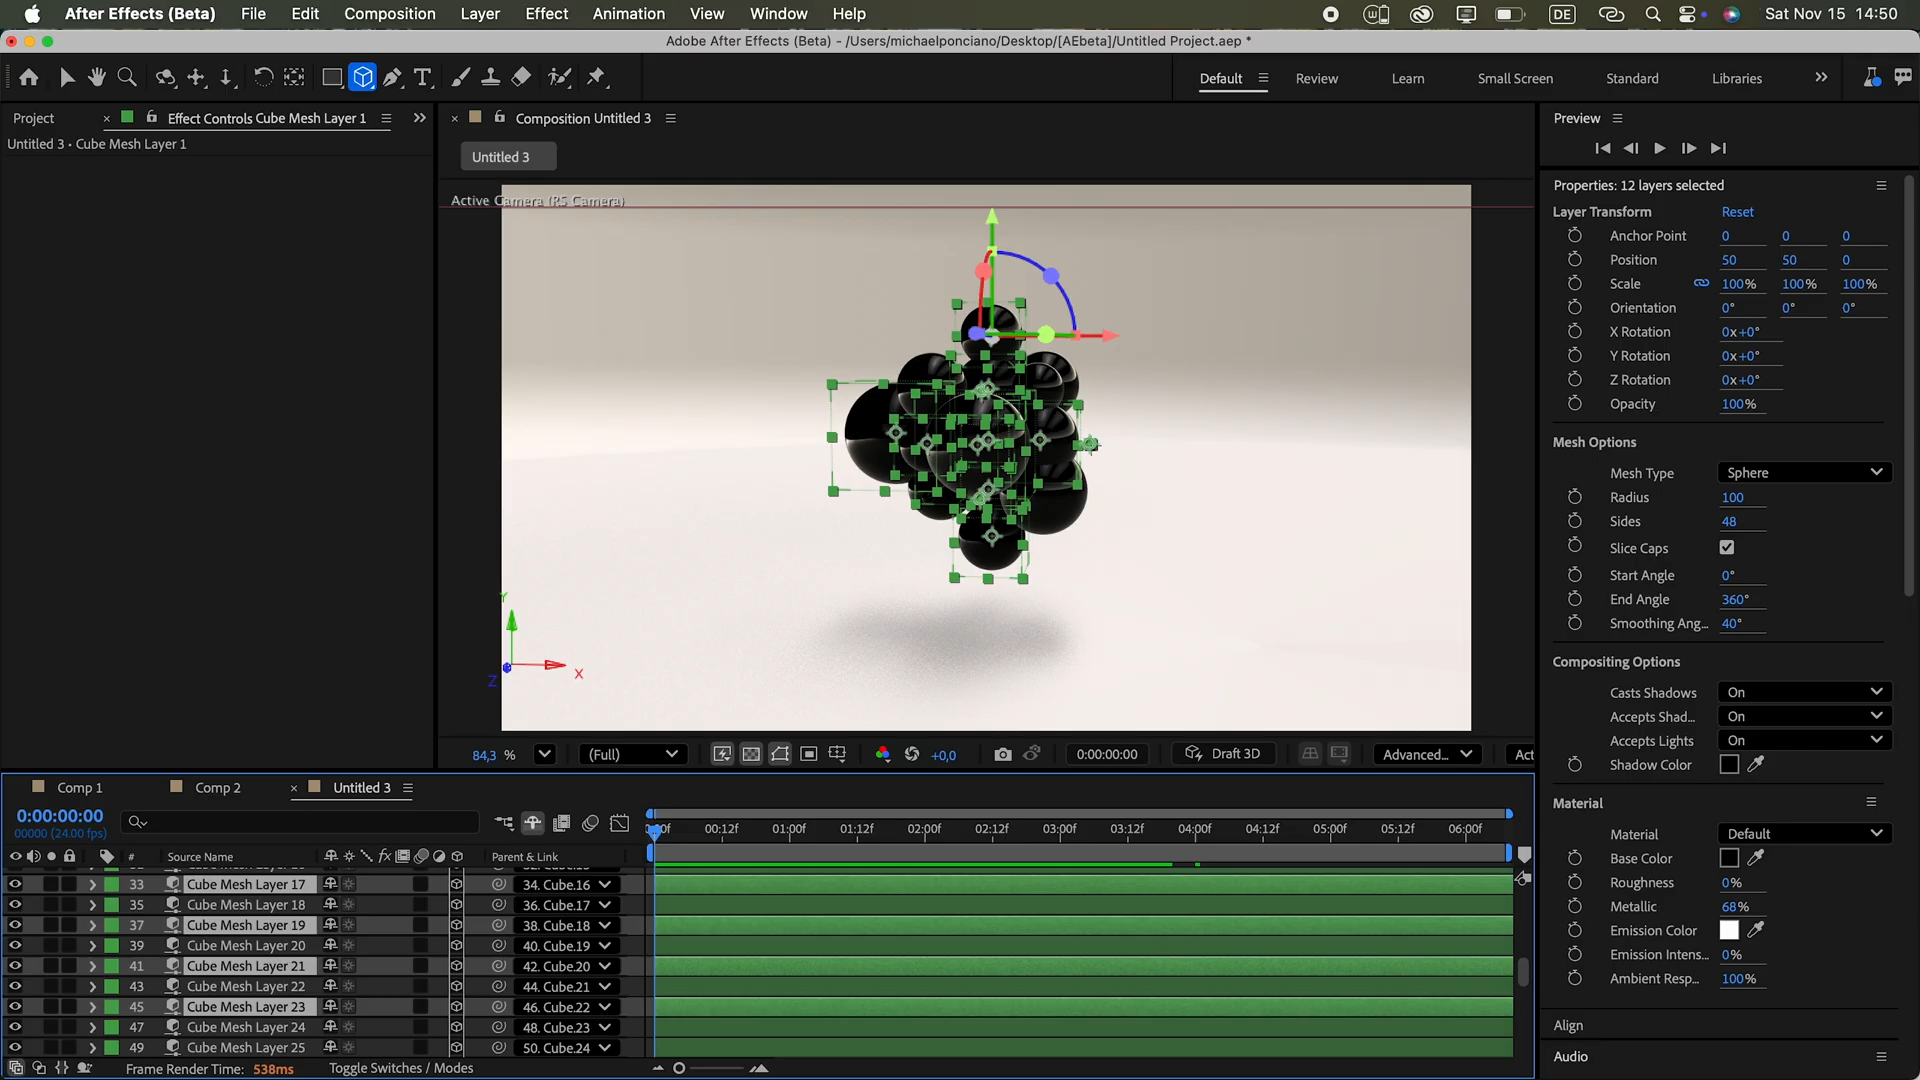 After Effects (Beta) File Edit Composition Layer Effect Animation View Window Help DE Sat Nov 15 14:50
Adobe After Effects (Beta) - /Users/michaelponciano/Desktop/[AEbeta]/Untitled Project.aep *
Default Review Learn Small Screen Standard Libraries
Project Effect Controls Cube Mesh Layer 1
Untitled 3 • Cube Mesh Layer 1
Composition Untitled 3
Untitled 3
Active Camera (RS Camera)
Y
X
Z
84,3 % (Full) +0,0 0:00:00:00 Draft 3D Advanced... Act
Preview
Properties: 12 layers selected
Layer Transform Reset
Anchor Point 0 0 0
Position 50 50 0
Scale 100% 100% 100%
Orientation 0° 0° 0°
X Rotation 0x+0°
Y Rotation 0x+0°
Z Rotation 0x+0°
Opacity 100%
Mesh Options
Mesh Type Sphere
Radius 100
Sides 48
Slice Caps
Start Angle 0°
End Angle 360°
Smoothing Ang... 40°
Compositing Options
Casts Shadows On
Accepts Shad... On
Accepts Lights On
Shadow Color
Material
Material Default
Base Color
Roughness 0%
Metallic 68%
Emission Color
Emission Intens... 0%
Ambient Resp... 100%
Align
Audio
Comp 1 Comp 2 Untitled 3
0:00:00:00
00000 (24.00 fps)
00:12f 01:00f 01:12f 02:00f 02:12f 03:00f 03:12f 04:00f 04:12f 05:00f 05:12f 06:00f
# Source Name fx Parent & Link
33 Cube Mesh Layer 17 34. Cube.16
35 Cube Mesh Layer 18 36. Cube.17
37 Cube Mesh Layer 19 38. Cube.18
39 Cube Mesh Layer 20 40. Cube.19
41 Cube Mesh Layer 21 42. Cube.20
43 Cube Mesh Layer 22 44. Cube.21
45 Cube Mesh Layer 23 46. Cube.22
47 Cube Mesh Layer 24 48. Cube.23
49 Cube Mesh Layer 25 50. Cube.24
Frame Render Time: 538ms Toggle Switches / Modes